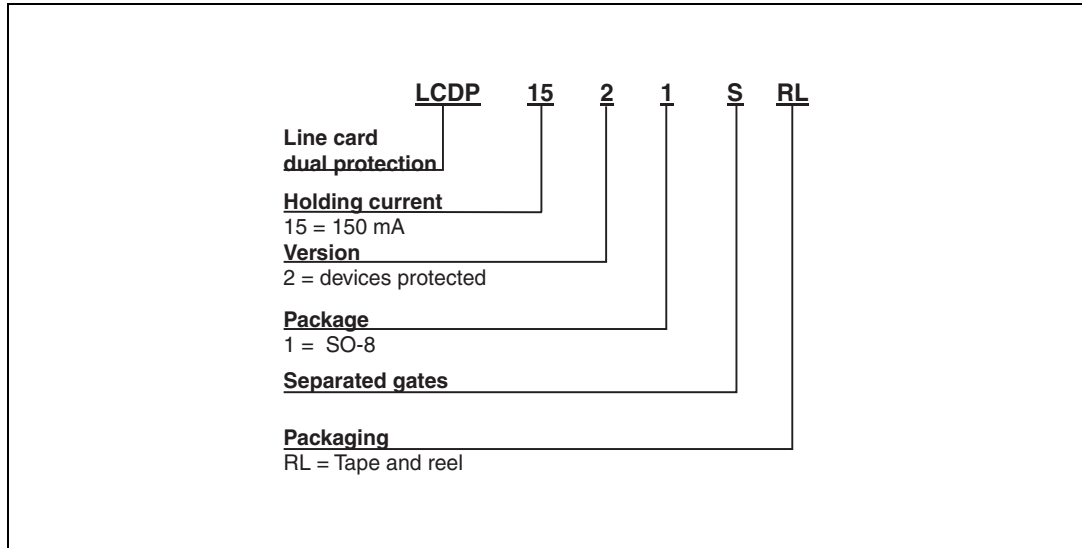 LCDP 15 2 1 S RL
Line card
dual protection
Holding current
15 = 150 mA
Version
2 = devices protected
Package
1 = SO-8
Separated gates
Packaging
RL = Tape and reel